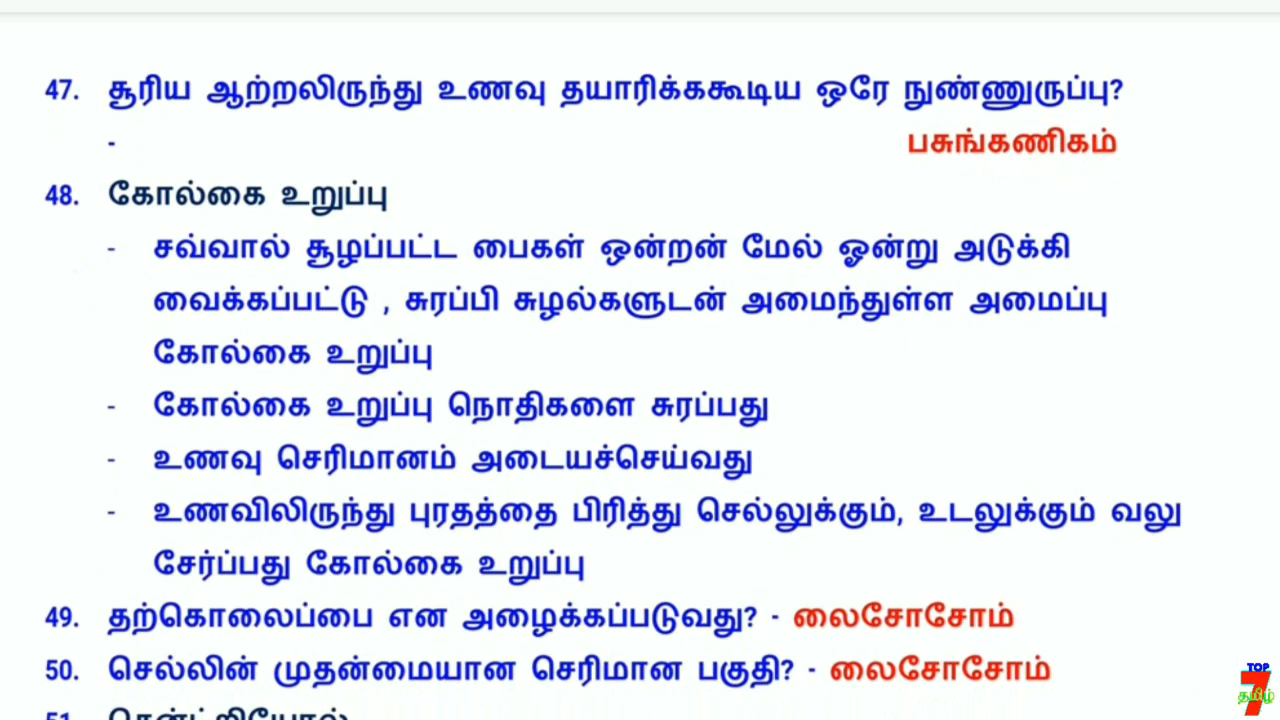 47. சூரிய ஆற்றலிருந்து உணவு தயாரிக்ககூடிய ஒரே நுண்ணுருப்பு?
- பசுங்கணிகம்
48. கோல்கை உறுப்பு
- சவ்வால் சூழப்பட்ட பைகள் ஒன்றன் மேல் ஓன்று அடுக்கி
வைக்கப்பட்டு , சுரப்பி சுழல்களுடன் அமைந்துள்ள அமைப்பு
கோல்கை உறுப்பு
- கோல்கை உறுப்பு நொதிகளை சுரப்பது
- உணவு செரிமானம் அடையச்செய்வது
- உணவிலிருந்து புரதத்தை பிரித்து செல்லுக்கும், உடலுக்கும் வலு
சேர்ப்பது கோல்கை உறுப்பு
49. தற்கொலைப்பை என அழைக்கப்படுவது? - லைசோசோம்
50. செல்லின் முதன்மையான செரிமான பகுதி? - லைசோசோம்
TOP
7
தமிழ்